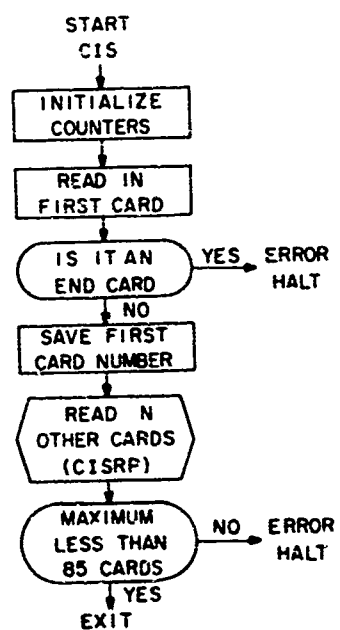 START
CIS
INITIALIZE
COUNTERS
READ IN
FIRST CARD
IS IT AN
END CARD
YES
ERROR
HALT
NO
SAVE FIRST
CARD NUMBER
READ N
OTHER CARDS
(CISRP)
MAXIMUM
LESS THAN
85 CARDS
NO
ERROR
HALT
YES
EXIT